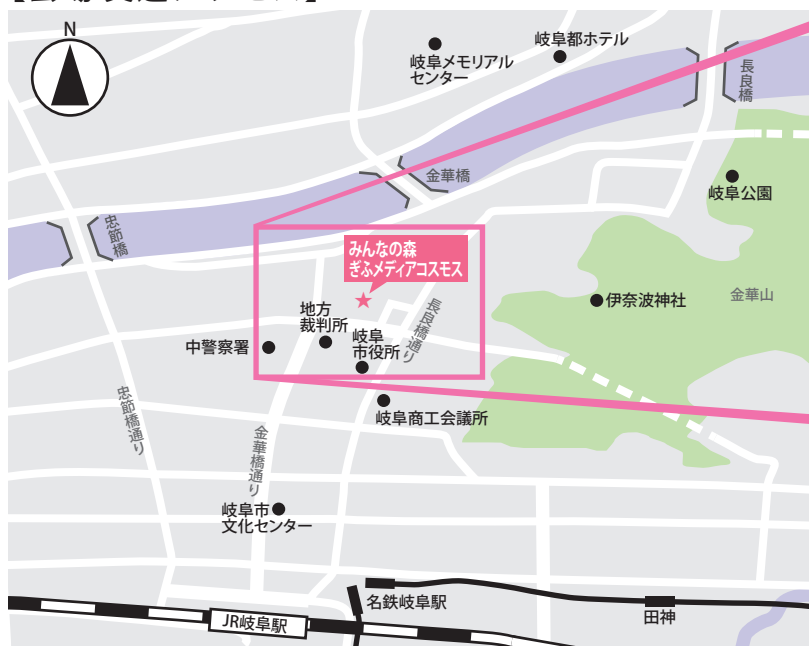 N
岐阜メモリアル
センター
岐阜都ホテル
長良橋
金華橋
岐阜公園
忠節橋
みんなの森
ぎふメディアコスモス
伊奈波神社
金華山
地方
裁判所
長良橋通り
中警察署
岐阜
市役所
忠節橋通り
岐阜商工会議所
金華橋通り
岐阜市
文化センター
名鉄岐阜駅
田神
JR岐阜駅